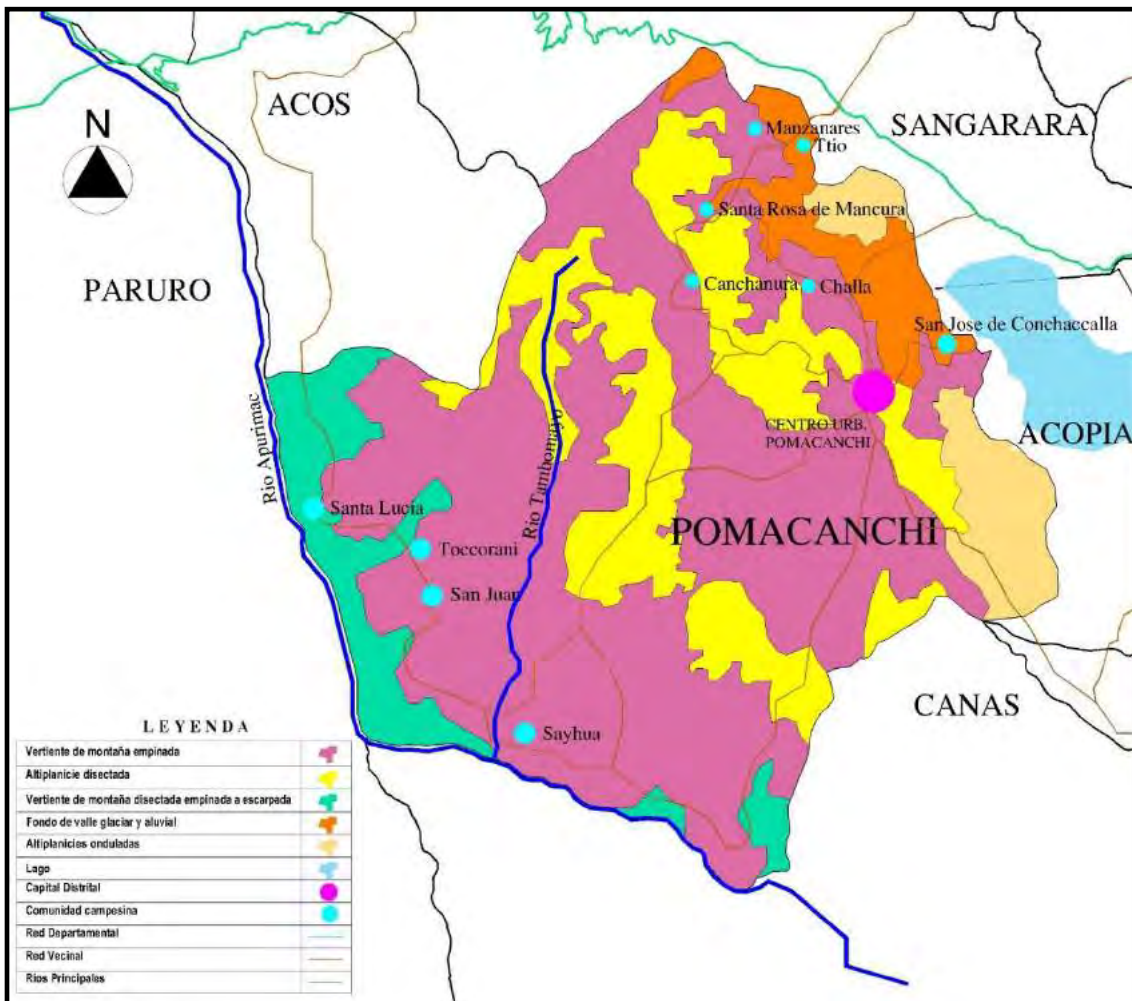 ACOS
SANGARARA
N
Manzanares
Ttio
Santa Rosa de Mancura
PARURO
Canchanura
Challa
San Jose de Conchaccalla
Rio Apurimac
Rio Tambomayo
CENTRO URB.
POMACANCHI
ACOPIA
Santa Lucia
Toccorani
San Juan
POMACANCHI
CANAS
Sayhua
LEYENDA
Vertiente de montaña empinada
Altiplanicie disectada
Vertiente de montaña disectada empinada a escarpada
Fondo de valle glaciar y aluvial
Altiplanicies onduladas
Lago
Capital Distrital
Comunidad campesina
Red Departamental
Red Vecinal
Rios Principales